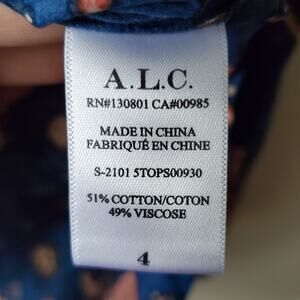 A.L.C.
RN#130801 CA#00985
MADE IN CHINA
FABRIQUÉ EN CHINE
S-2101 5TOPS00930
51% COTTON/COTON
49% VISCOSE
4